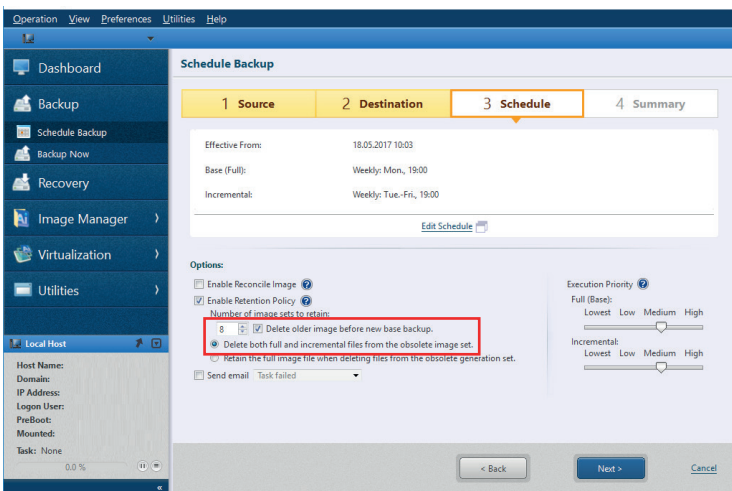 Operation View Preferences Utilities Help
Dashboard
Backup
Schedule Backup
Backup Now
Recovery
Image Manager
Virtualization
Utilities
Local Host
Host Name:
Domain:
IP Address:
Logon User:
PreBoot:
Mounted:
Task: None
0.0 %
«
Schedule Backup
1 Source
2 Destination
3 Schedule
4 Summary
Effective From: 18.05.2017 10:03
Base (Full): Weekly: Mon., 19:00
Incremental: Weekly: Tue.-Fri., 19:00
Edit Schedule
Options:
Enable Reconcile Image ?
Enable Retention Policy ?
Number of image sets to retain:
8 Delete older image before new base backup.
Delete both full and incremental files from the obsolete image set.
Retain the full image file when deleting files from the obsolete generation set.
Send email Task failed
Execution Priority ?
Full (Base):
Lowest Low Medium High
Incremental:
Lowest Low Medium High
< Back
Next >
Cancel